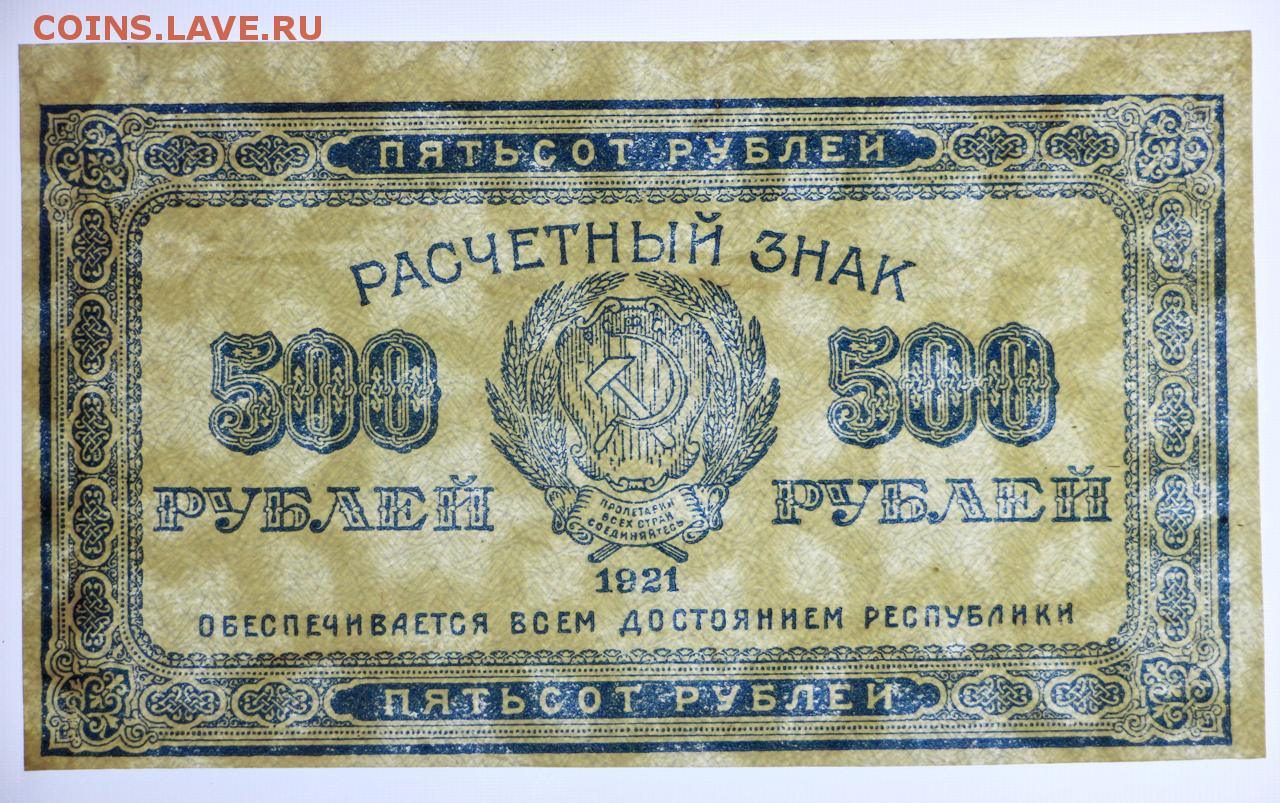 COINS.LAVE.RU
ПЯТЬСОТ РУБЛЕЙ
РАСЧЕТНЫЙ ЗНАК
500 500
РУБЛЕЙ РУБЛЕЙ
ПРОЛЕТАРИИ
ВСЕХ СТРАН
СОЕДИНЯЙТЕСЬ
1921
ОБЕСПЕЧИВАЕТСЯ ВСЕМ ДОСТОЯНИЕМ РЕСПУБЛИКИ
ПЯТЬСОТ РУБЛЕЙ